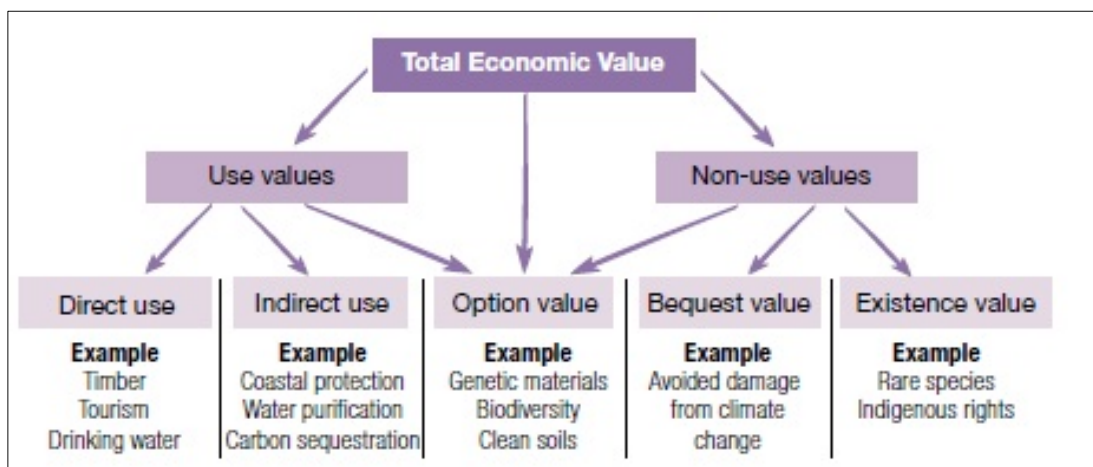 Total Economic Value
Use values
Non-use values
Direct use
Example
Timber
Tourism
Drinking water
Indirect use
Example
Coastal protection
Water purification
Carbon sequestration
Option value
Example
Genetic materials
Biodiversity
Clean soils
Bequest value
Example
Avoided damage
from climate
change
Existence value
Example
Rare species
Indigenous rights